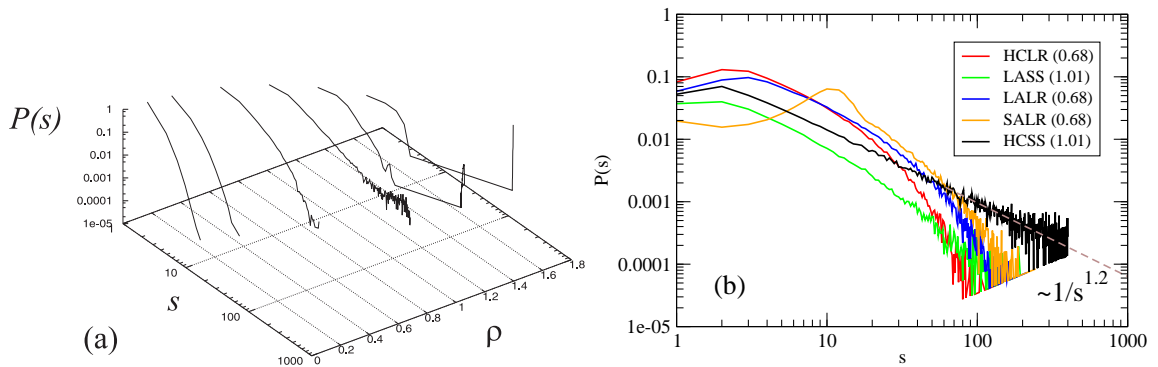 P(s)
1
0.1
0.01
0.001
0.0001
1e-05
10
100
1000
s
0
0.2
0.4
0.6
0.8
1
1.2
1.4
1.6
1.8
ρ
(a)
1
0.1
0.01
0.001
0.0001
1e-05
P(s)
HCLR (0.68)
LASS (1.01)
LALR (0.68)
SALR (0.68)
HCSS (1.01)
(b)
~1/s^1.2
1
10
100
1000
s